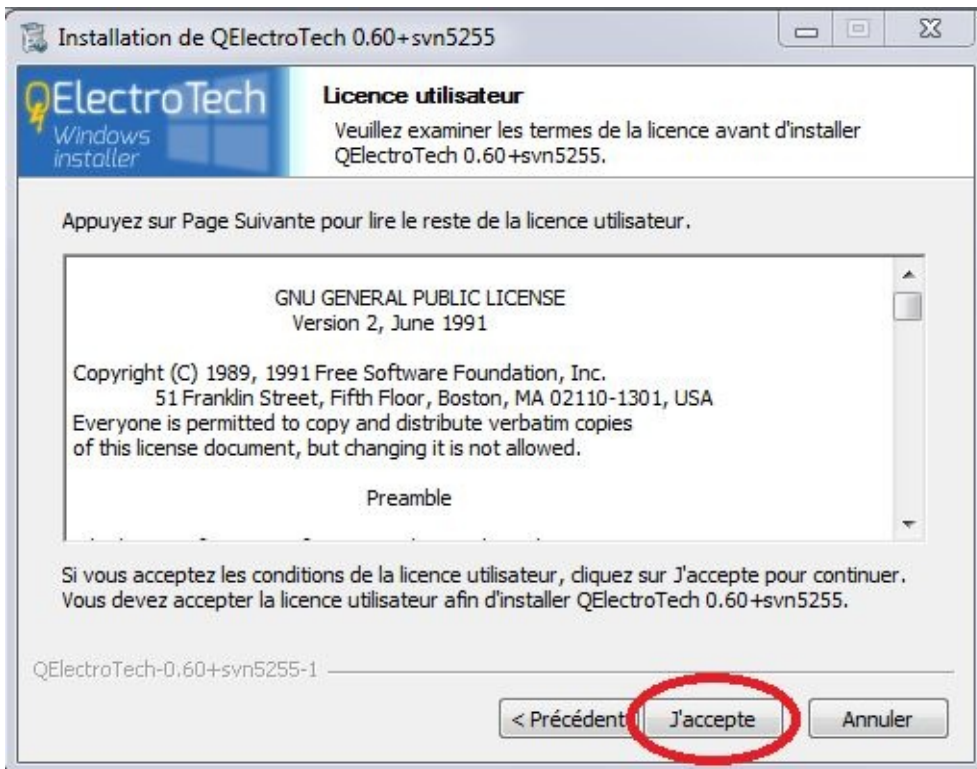 Installation de QElectroTech 0.60+svn5255
QElectroTech
Windows
installer
Licence utilisateur
Veuillez examiner les termes de la licence avant d'installer
QElectroTech 0.60+svn5255.
Appuyez sur Page Suivante pour lire le reste de la licence utilisateur.
GNU GENERAL PUBLIC LICENSE
Version 2, June 1991
Copyright (C) 1989, 1991 Free Software Foundation, Inc.
51 Franklin Street, Fifth Floor, Boston, MA 02110-1301, USA
Everyone is permitted to copy and distribute verbatim copies
of this license document, but changing it is not allowed.
Preamble
Si vous acceptez les conditions de la licence utilisateur, cliquez sur J'accepte pour continuer.
Vous devez accepter la licence utilisateur afin d'installer QElectroTech 0.60+svn5255.
QElectroTech-0.60+svn5255-1
< Précédent J'accepte Annuler